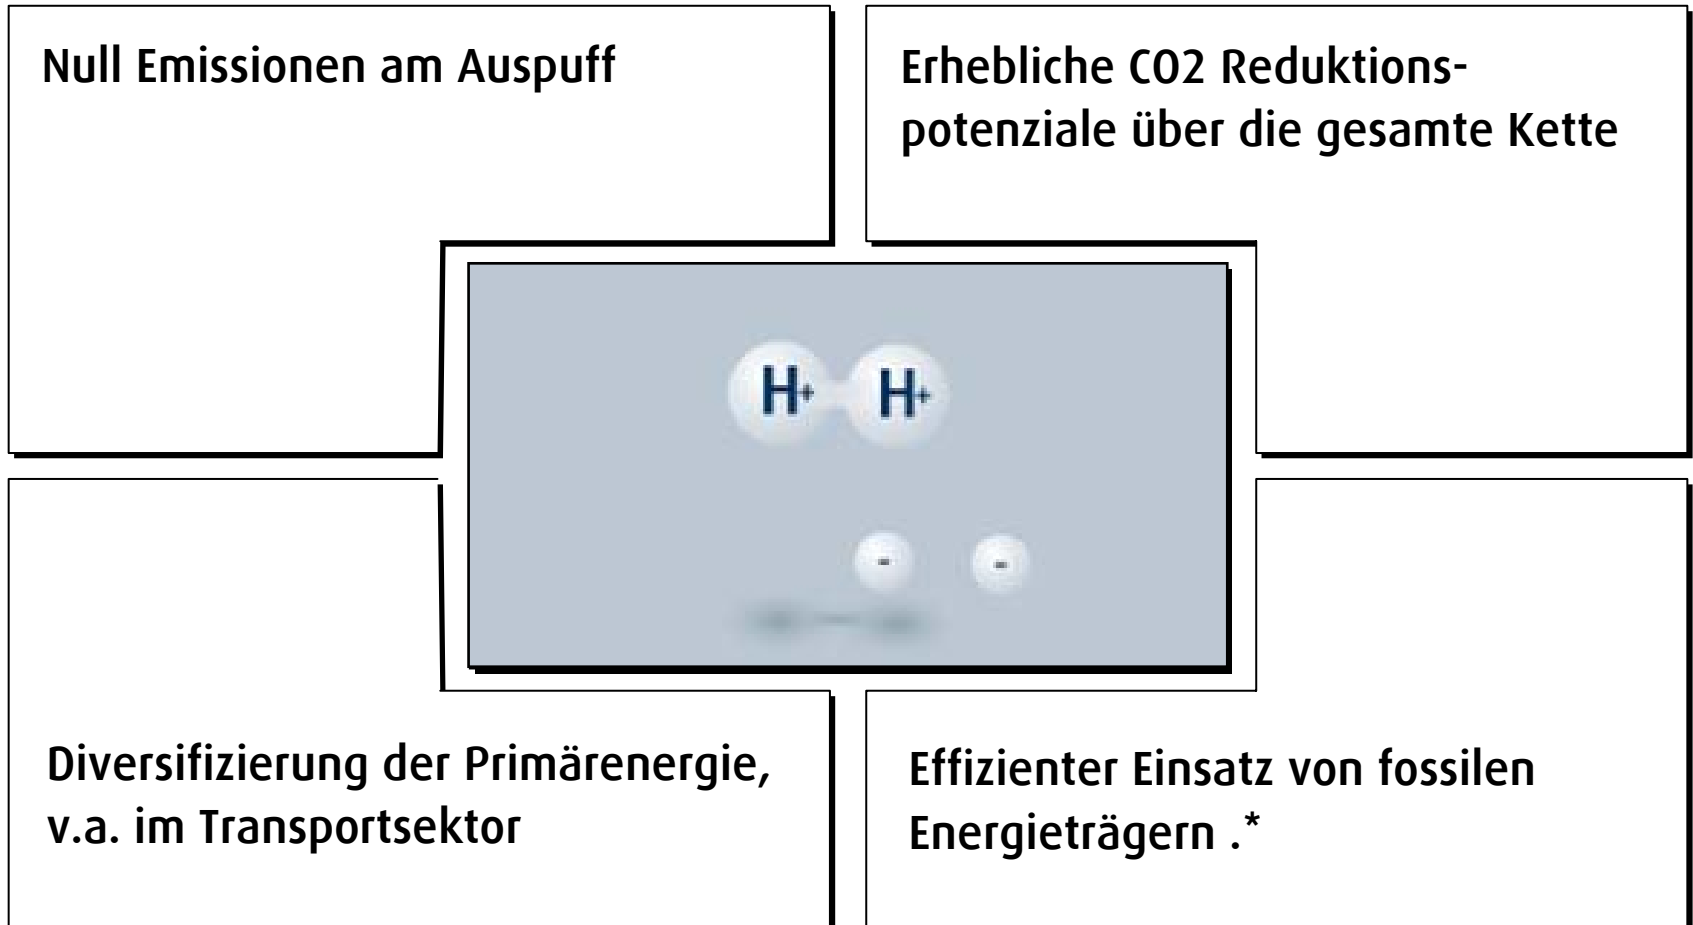 Null Emissionen am Auspuff
Erhebliche CO2 Reduktions-
potenziale über die gesamte Kette
H+ H+
- -
Diversifizierung der Primärenergie,
v.a. im Transportsektor
Effizienter Einsatz von fossilen
Energieträgern .*